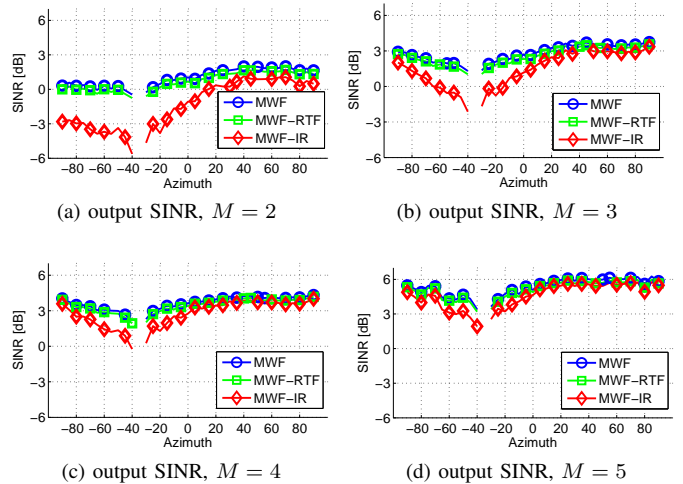 6
3
0
−3
−6
SINR [dB]
−80 −60 −40 −20 0 20 40 60 80
Azimuth
MWF
MWF−RTF
MWF−IR
(a) output SINR, M = 2
6
3
0
−3
−6
SINR [dB]
−80 −60 −40 −20 0 20 40 60 80
Azimuth
MWF
MWF−RTF
MWF−IR
(b) output SINR, M = 3
6
3
0
−3
−6
SINR [dB]
−80 −60 −40 −20 0 20 40 60 80
Azimuth
MWF
MWF−RTF
MWF−IR
(c) output SINR, M = 4
6
3
0
−3
−6
SINR [dB]
−80 −60 −40 −20 0 20 40 60 80
Azimuth
MWF
MWF−RTF
MWF−IR
(d) output SINR, M = 5